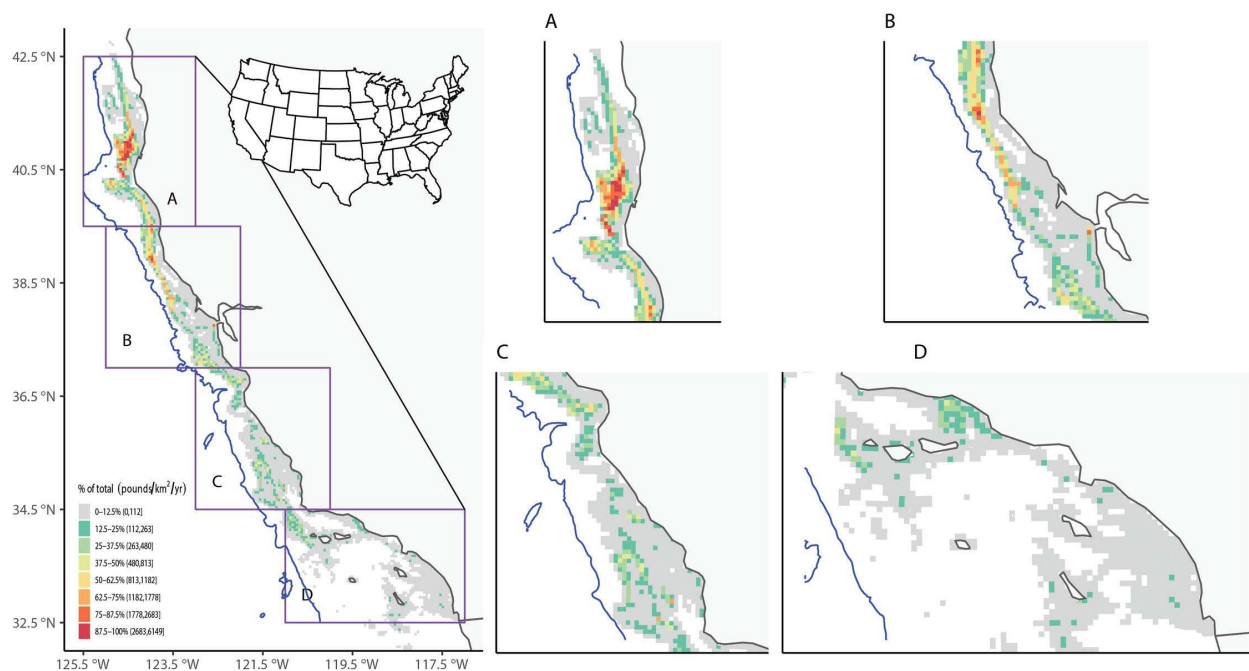 A
B
42.5 °N
40.5 °N
A
38.5 °N
B
36.5 °N
C
D
C
% of total (pounds/km²/yr)
0–12.5% (0,112]
12.5–25% (112,263]
34.5 °N
25–37.5% (263,480]
37.5–50% (480,813]
50–62.5% (813,1182]
62.5–75% (1182,1778]
75–87.5% (1778,2683]
87.5–100% (2683,6149]
D
32.5 °N
125.5 °W
123.5 °W
121.5 °W
119.5 °W
117.5 °W